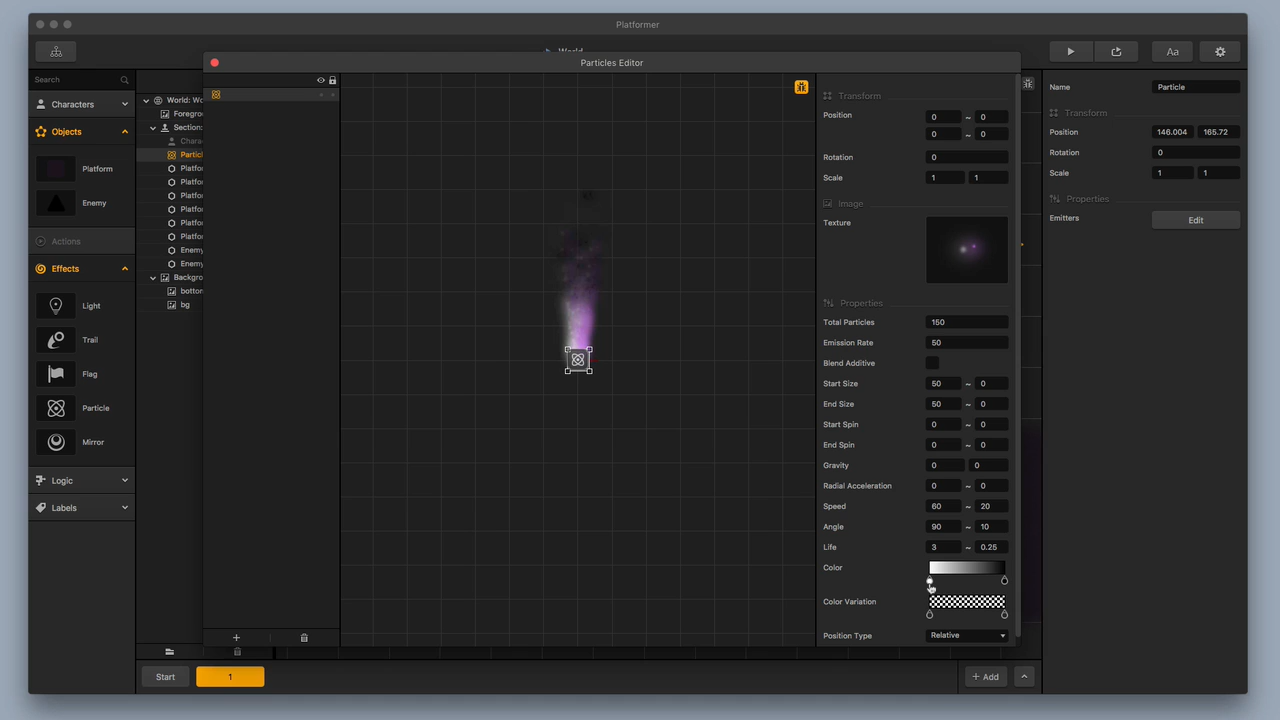 Platformer
World
Aa
Particles Editor
Search
Characters
Objects
Platform
Enemy
Actions
Effects
Light
Trail
Flag
Particle
Mirror
Logic
Labels
World: Wo
Foregro
Section:
Chara
Particl
Platfo
Platfo
Platfo
Platfo
Platfo
Platfo
Enemy
Enemy
Backgro
bottom
bg
Transform
Position 0 ~ 0
0 ~ 0
Rotation 0
Scale 1 1
Image
Texture
Properties
Total Particles 150
Emission Rate 50
Blend Additive
Start Size 50 ~ 0
End Size 50 ~ 0
Start Spin 0 ~ 0
End Spin 0 ~ 0
Gravity 0 0
Radial Acceleration 0 ~ 0
Speed 60 ~ 20
Angle 90 ~ 10
Life 3 ~ 0.25
Color
Color Variation
Position Type Relative
Name Particle
Transform
Position 146.004 165.72
Rotation 0
Scale 1 1
Properties
Emitters Edit
Start 1 + Add